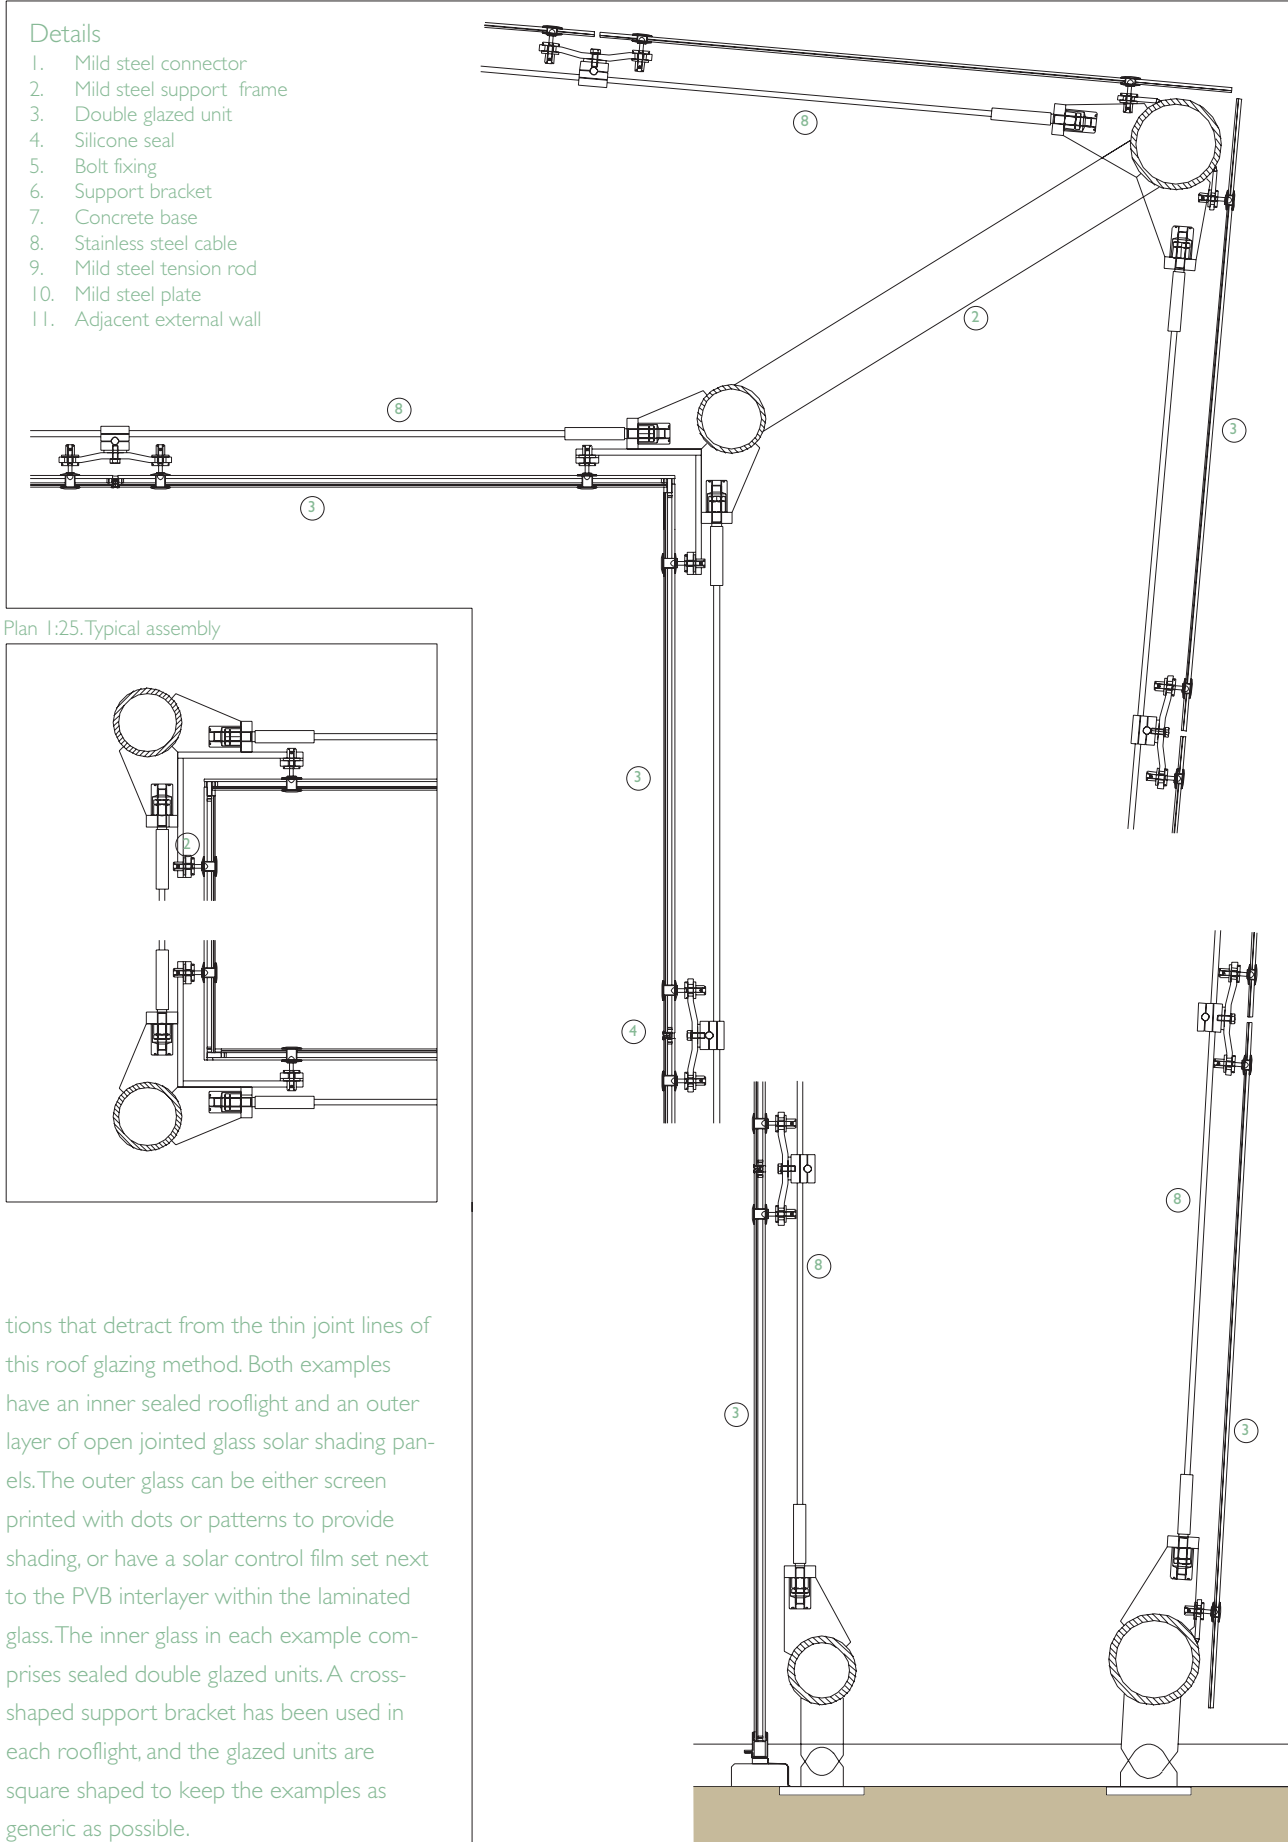 Details
1. Mild steel connector
2. Mild steel support frame
3. Double glazed unit
4. Silicone seal
5. Bolt fixing
6. Support bracket
7. Concrete base
8. Stainless steel cable
9. Mild steel tension rod
10. Mild steel plate
11. Adjacent external wall
8
2
8
3
3
Plan 1:25. Typical assembly
2
3
4
8
8
3
3
tions that detract from the thin joint lines of
this roof glazing method. Both examples
have an inner sealed rooflight and an outer
layer of open jointed glass solar shading pan-
els. The outer glass can be either screen
printed with dots or patterns to provide
shading, or have a solar control film set next
to the PVB interlayer within the laminated
glass. The inner glass in each example com-
prises sealed double glazed units. A cross-
shaped support bracket has been used in
each rooflight, and the glazed units are
square shaped to keep the examples as
generic as possible.